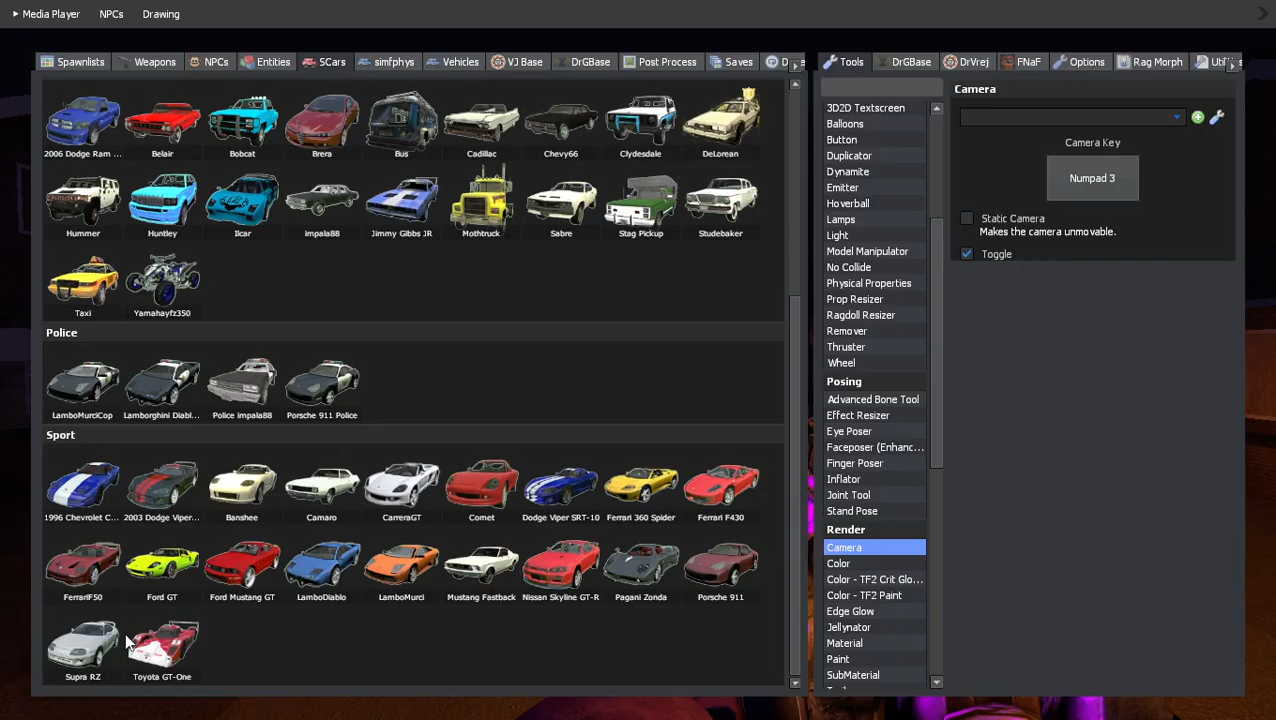 Media Player NPCs Drawing
Spawnlists Weapons NPCs Entities SCars simfphys Vehicles VJ Base DrGBase Post Process Saves
Tools DrGBase DrVrej FNaF Options Rag Morph
2006 Dodge Ram ... Belair Bobcat Brera Bus Cadillac Chevy66 Clydesdale DeLorean
Hummer Huntley Ilcar impala88 Jimmy Gibbs JR Mothtruck Sabre Stag Pickup Studebaker
Taxi Yamahayfz350
Police
LamboMurciCop Lamborghini Diabl... Police impala88 Porsche 911 Police
Sport
1996 Chevrolet C... 2003 Dodge Viper... Banshee Camaro CarreraGT Comet Dodge Viper SRT-10 Ferrari 360 Spider Ferrari F430
FerrariF50 Ford GT Ford Mustang GT LamboDiablo LamboMurci Mustang Fastback Nissan Skyline GT-R Pagani Zonda Porsche 911
Supra RZ Toyota GT-One
3D2D Textscreen
Balloons
Button
Duplicator
Dynamite
Emitter
Hoverball
Lamps
Light
Model Manipulator
No Collide
Physical Properties
Prop Resizer
Ragdoll Resizer
Remover
Thruster
Wheel
Posing
Advanced Bone Tool
Effect Resizer
Eye Poser
Faceposer (Enhanc...
Finger Poser
Inflator
Joint Tool
Stand Pose
Render
Camera
Color
Color - TF2 Crit Glo...
Color - TF2 Paint
Edge Glow
Jellynator
Material
Paint
SubMaterial
Camera
Camera Key
Numpad 3
Static Camera
Makes the camera unmovable.
Toggle